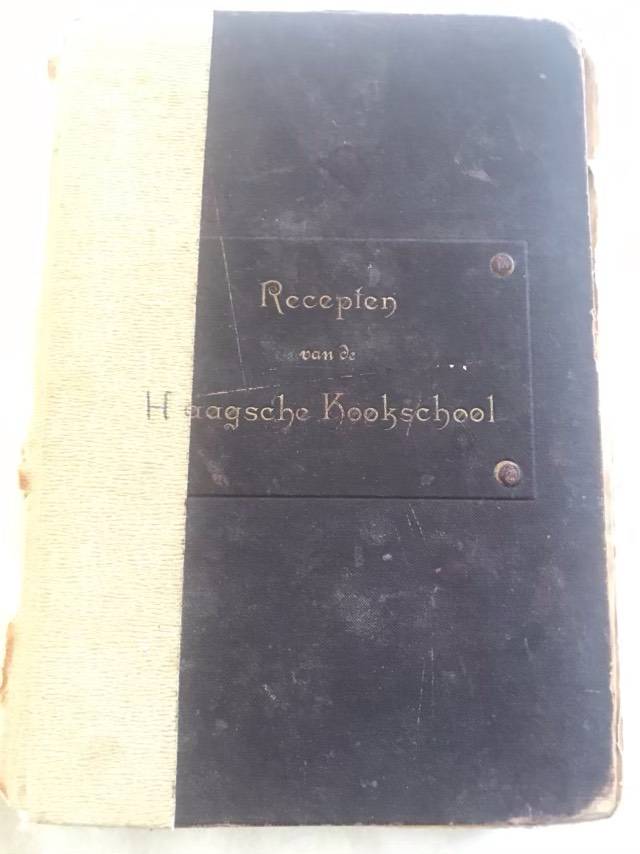 Recepten
van de
Haagsche Kookschool